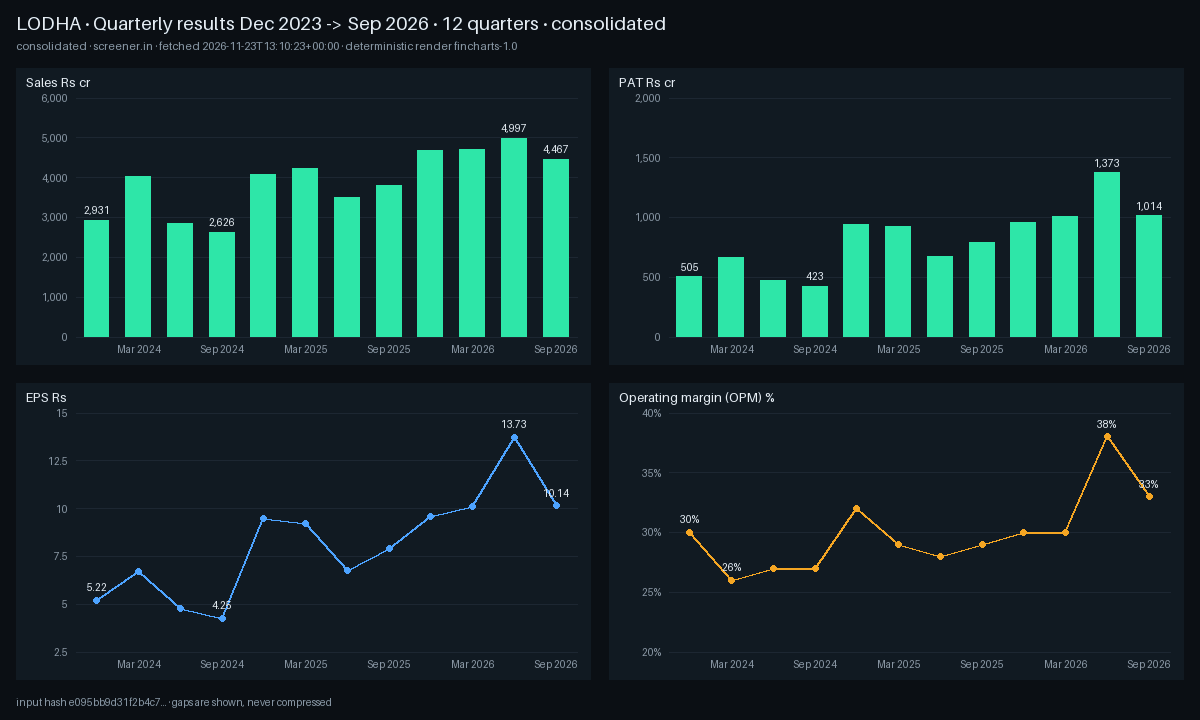 LODHA · Quarterly results Dec 2023 -> Sep 2026 · 12 quarters · consolidated
consolidated · screener.in · fetched 2026-11-23T13:10:23+00:00 · deterministic render fincharts-1.0
Sales Rs cr
6,000
5,000
4,000
3,000
2,000
1,000
0
2,931
2,626
4,997
4,467
Mar 2024
Sep 2024
Mar 2025
Sep 2025
Mar 2026
Sep 2026
PAT Rs cr
2,000
1,500
1,000
500
0
505
423
1,373
1,014
Mar 2024
Sep 2024
Mar 2025
Sep 2025
Mar 2026
Sep 2026
EPS Rs
15
12.5
10
7.5
5
2.5
5.22
4.25
13.73
10.14
Mar 2024
Sep 2024
Mar 2025
Sep 2025
Mar 2026
Sep 2026
Operating margin (OPM) %
40%
35%
30%
25%
20%
30%
26%
38%
33%
Mar 2024
Sep 2024
Mar 2025
Sep 2025
Mar 2026
Sep 2026
input hash e095bb9d31f2b4c7... · gaps are shown, never compressed